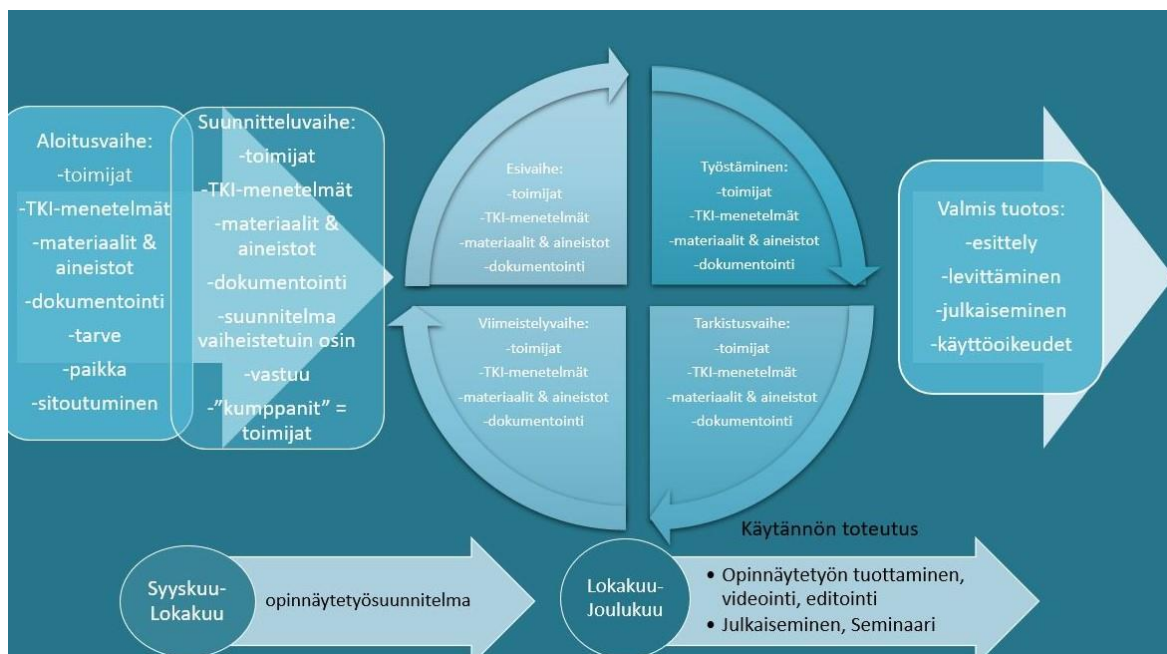 Aloitusvaihe:
-toimijat
-TKI-menetelmät
-materiaalit &
aineistot
-dokumentointi
-tarve
-paikka
-sitoutuminen
Suunnitteluvaihe:
-toimijat
-TKI-menetelmät
-materiaalit &
aineistot
-dokumentointi
-suunnitelma
vaiheistetuin osin
-vastuu
-”kumppanit” =
toimijat
Esivaihe:
-toimijat
-TKI-menetelmät
-materiaalit & aineistot
-dokumentointi
Työstäminen:
-toimijat
-TKI-menetelmät
-materiaalit & aineistot
-dokumentointi
Viimeistelyvaihe:
-toimijat
-TKI-menetelmät
-materiaalit & aineistot
-dokumentointi
Tarkistusvaihe:
-toimijat
-TKI-menetelmät
-materiaalit & aineistot
-dokumentointi
Valmis tuotos:
-esittely
-levittäminen
-julkaiseminen
-käyttöoikeudet
Syyskuu-
Lokakuu
opinnäytetyösuunnitelma
Lokakuu-
Joulukuu
Käytännön toteutus
• Opinnäytetyön tuottaminen,
videointi, editointi
• Julkaiseminen, Seminaari